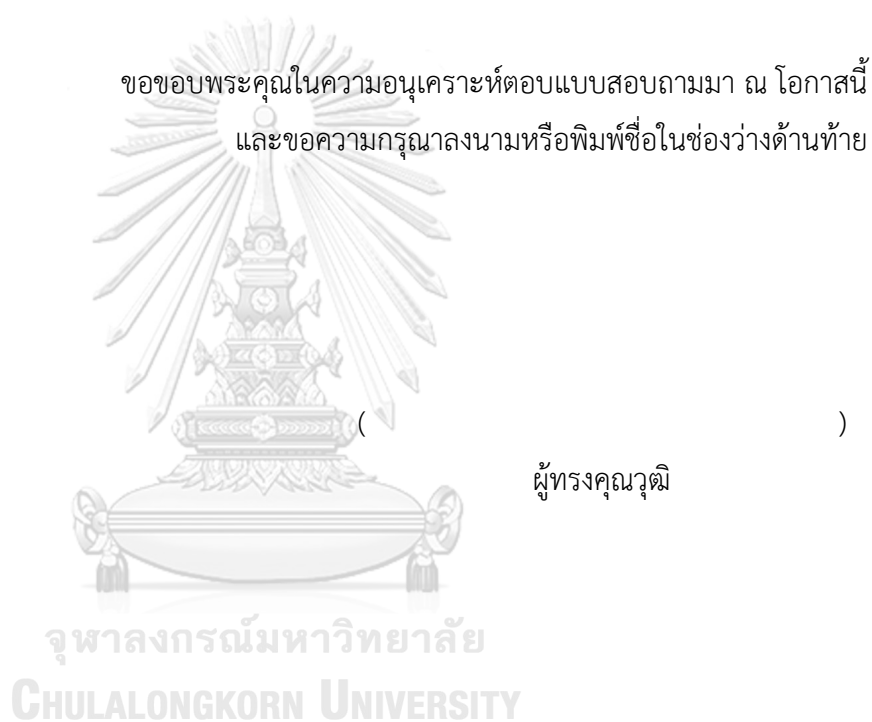 ขอขอบพระคุณในความอนุเคราะห์ตอบแบบสอบถามมา ณ โอกาสนี้
และขอความกรุณาลงนามหรือพิมพ์ชื่อในช่องว่างด้านท้าย
( )
ผู้ทรงคุณวุฒิ
จุฬาลงกรณ์มหาวิทยาลัย
CHULALONGKORN UNIVERSITY